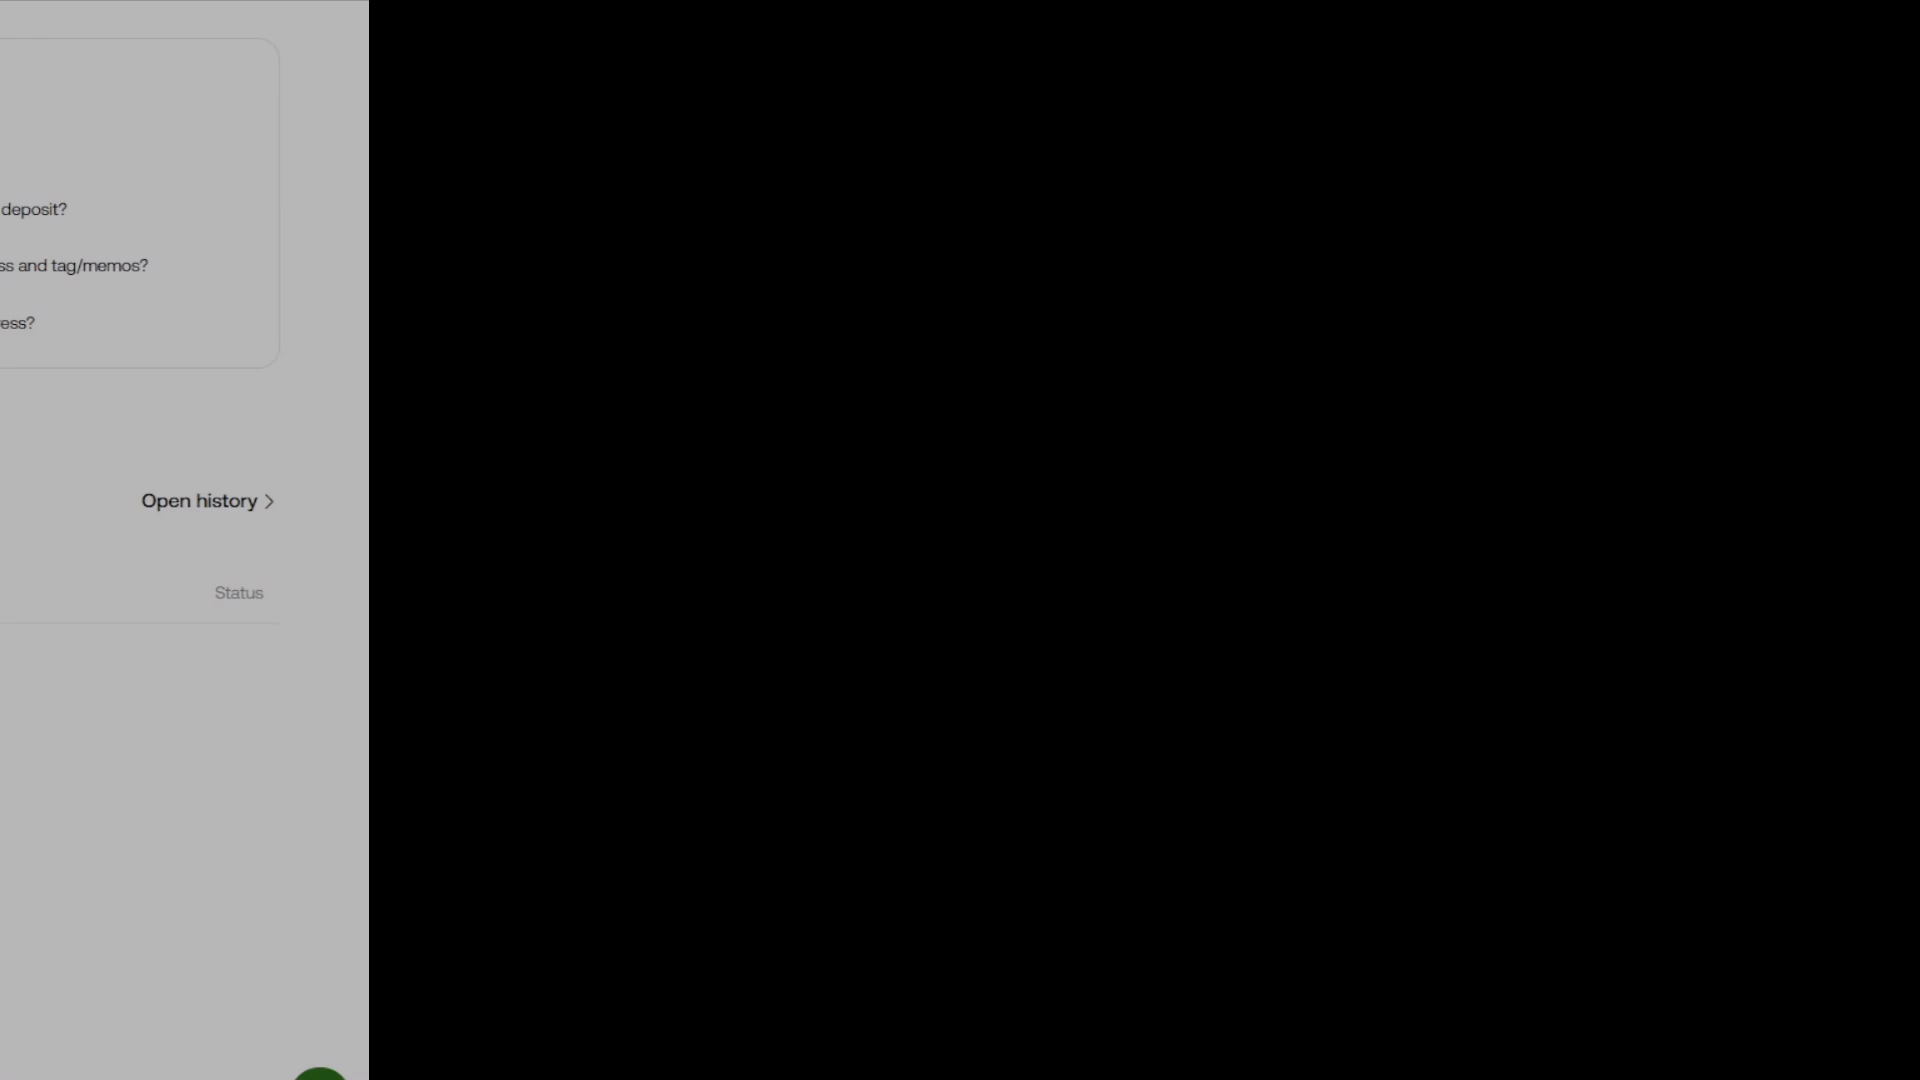 deposit?
ss and tag/memos?
ess?
Open history
Status